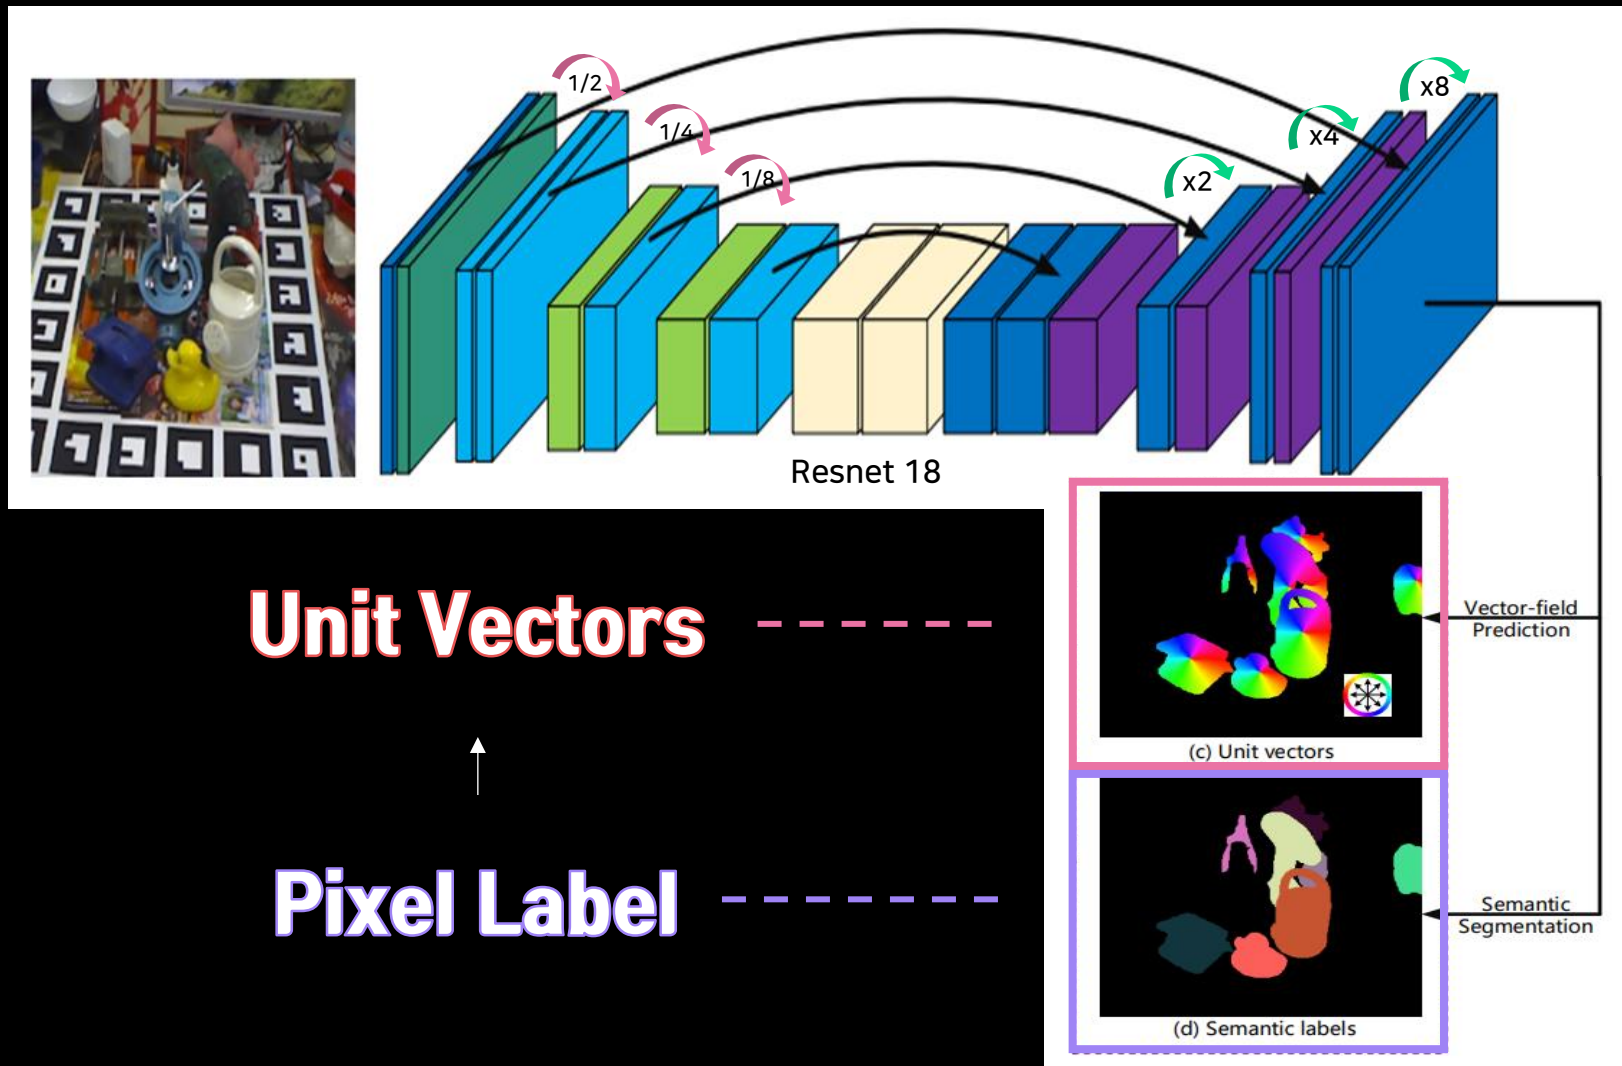 1/2
1/4
1/8
x2
x4
x8
Resnet 18
Unit Vectors
Vector-field
Prediction
(c) Unit vectors
Pixel Label
Semantic
Segmentation
(d) Semantic labels